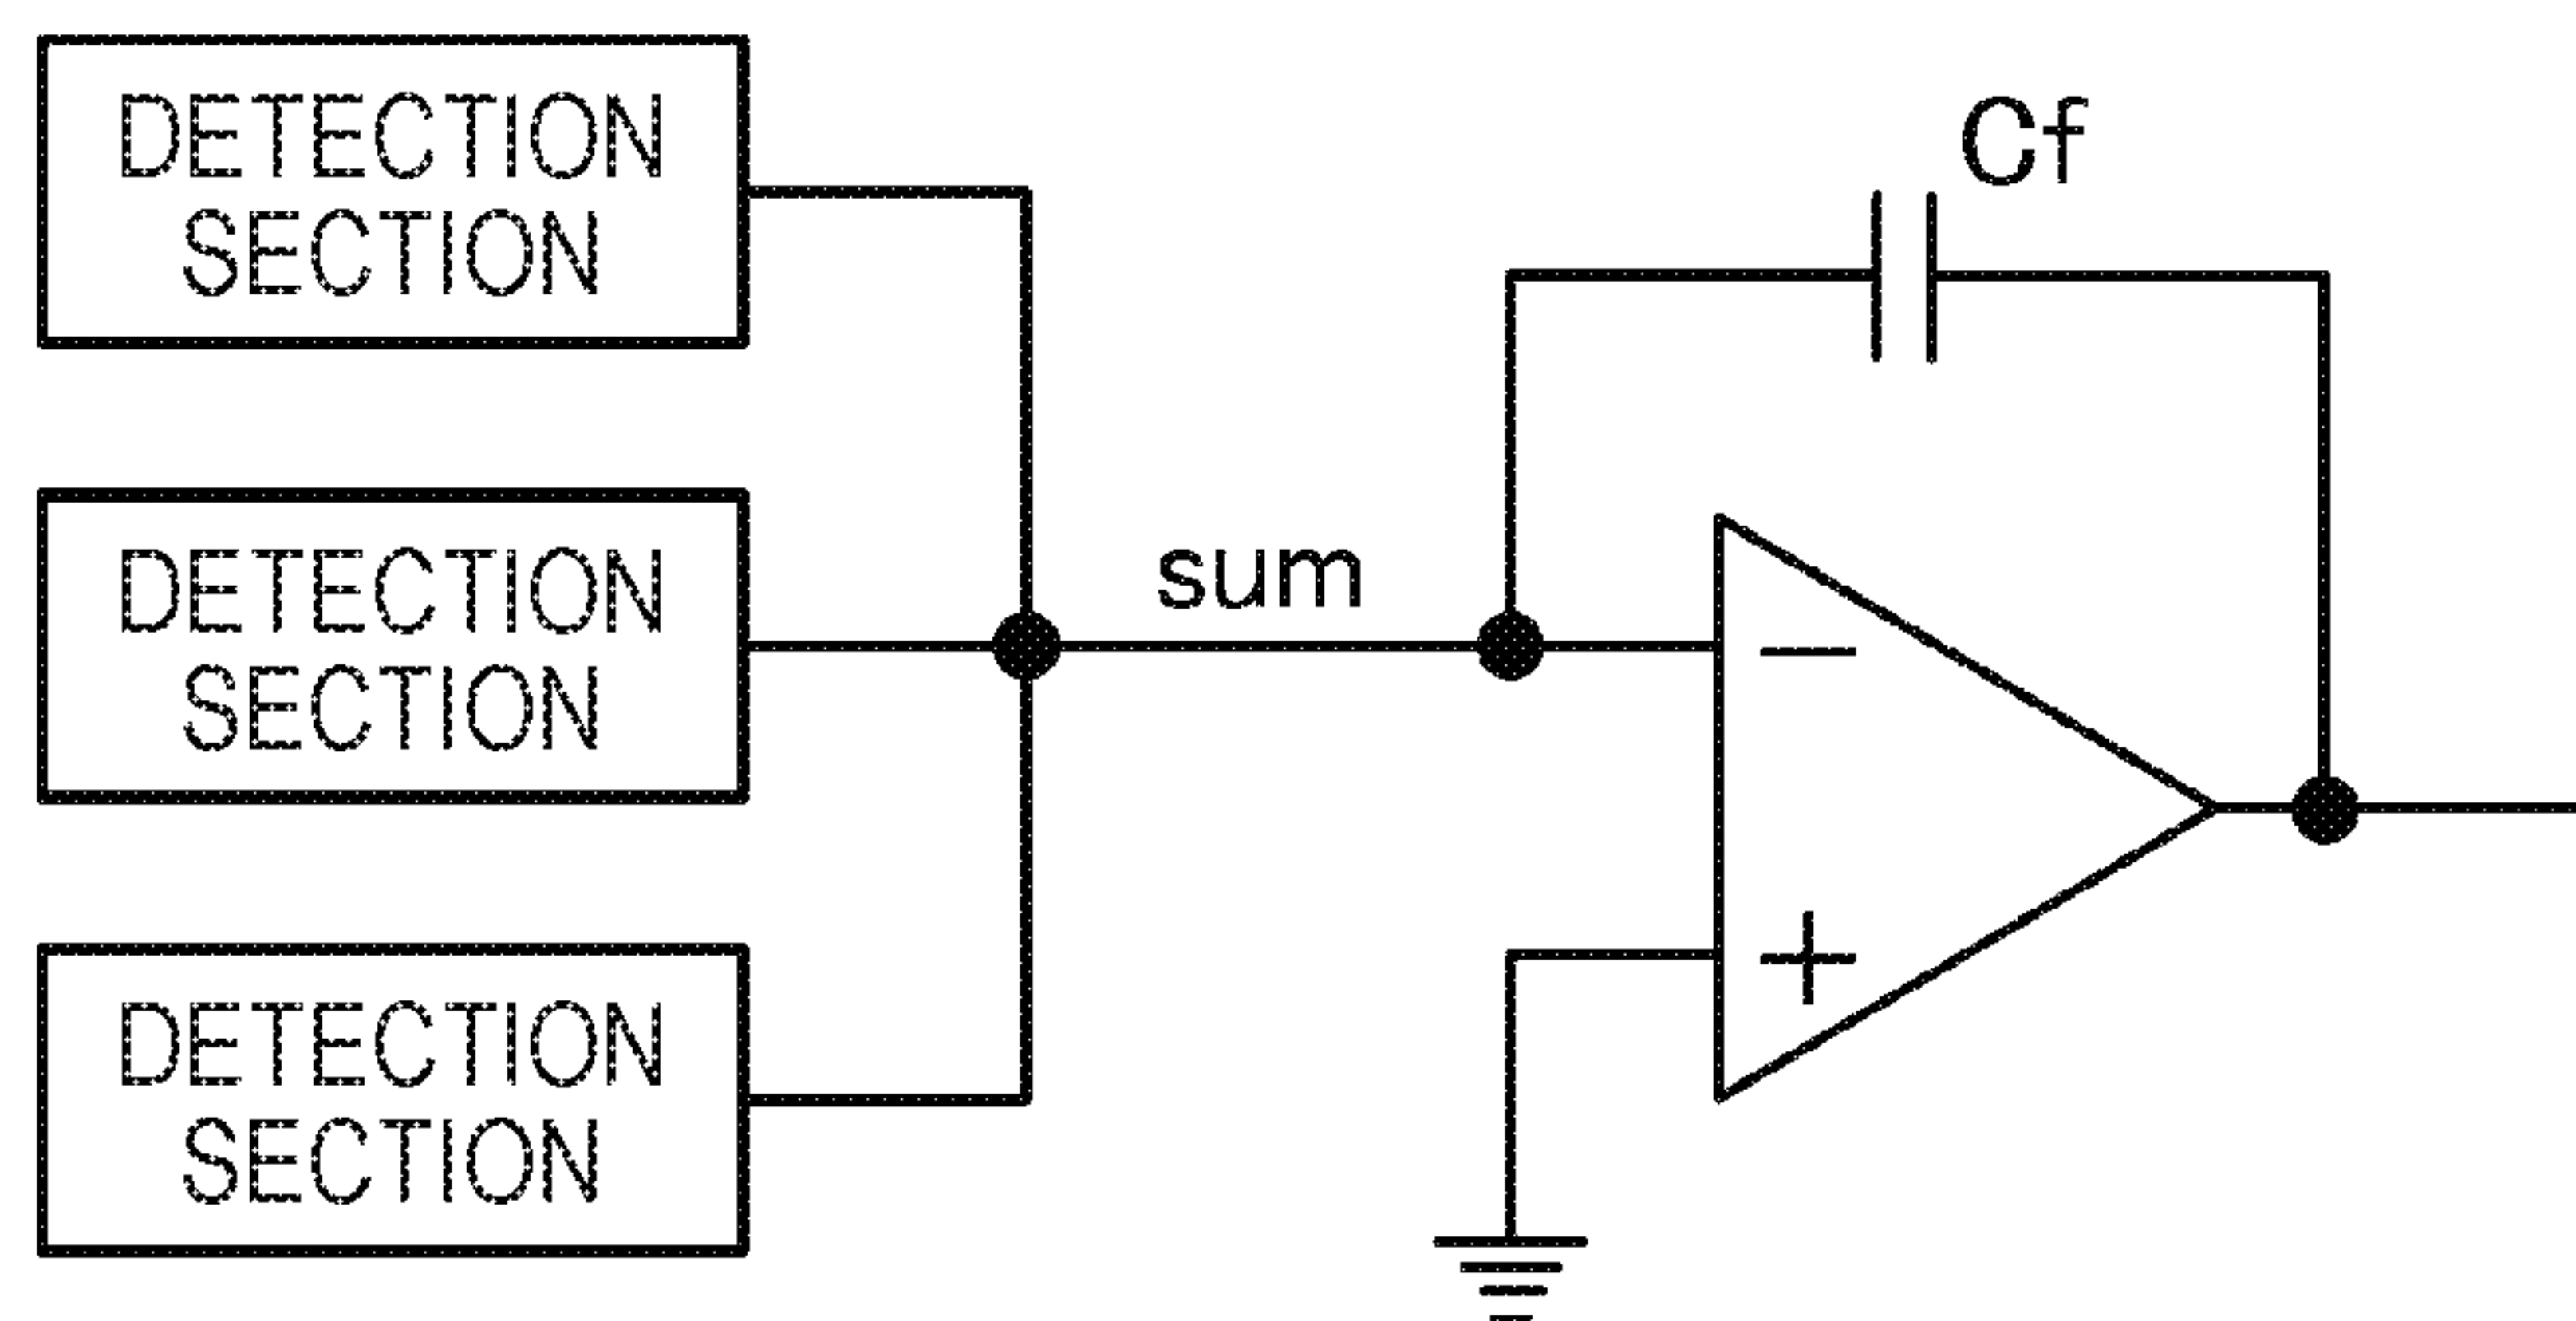 DETECTION
SECTION
Cf
DETECTION
SECTION
sum
−
+
DETECTION
SECTION